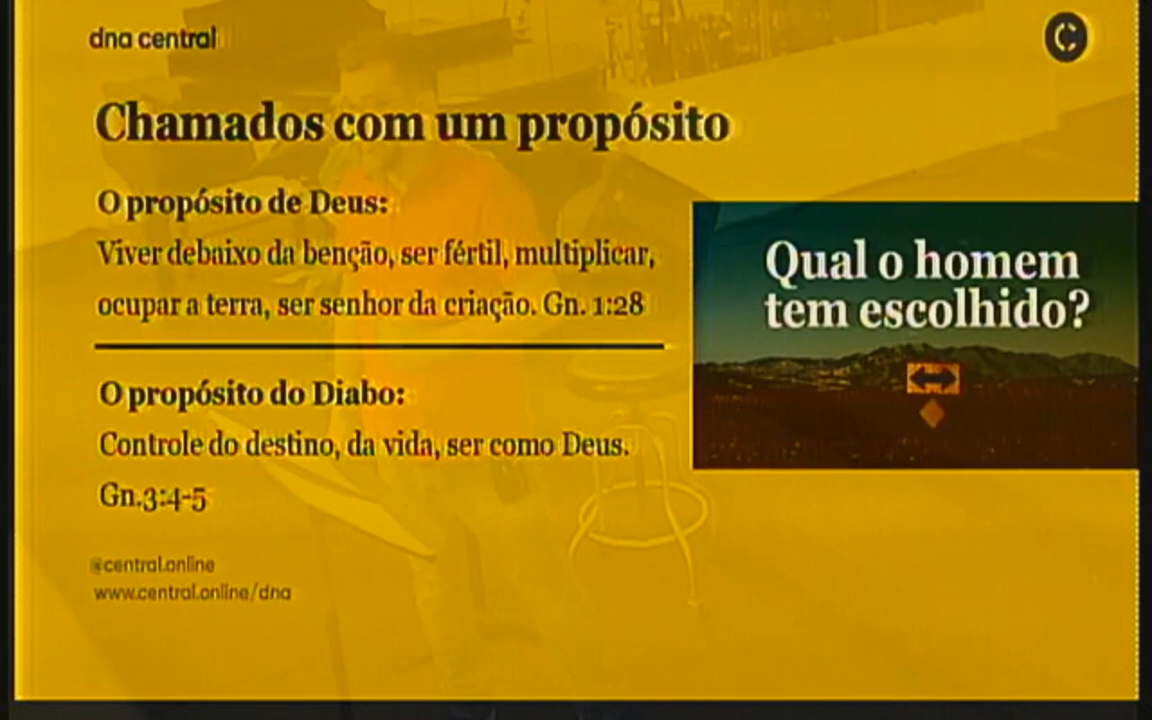 dna central
C
Chamados com um propósito
O propósito de Deus:
Viver debaixo da benção, ser fértil, multiplicar,
ocupar a terra, ser senhor da criação. Gn. 1:28
Qual o homem
tem escolhido?
O propósito do Diabo:
Controle do destino, da vida, ser como Deus.
Gn.3:4-5
@central.online
www.central.online/dna